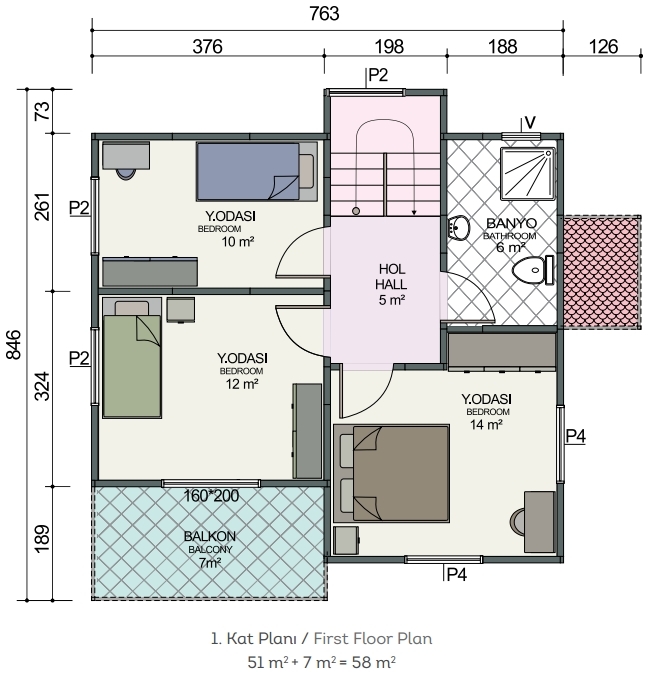 763
376
198
188
126
P2
73
V
261
P2
Y.ODASI
BEDROOM
10 m²
BANYO
BATHROOM
6 m²
HOL
HALL
5 m²
846
P2
324
Y.ODASI
BEDROOM
12 m²
Y.ODASI
BEDROOM
14 m²
P4
160*200
189
BALKON
BALCONY
7m²
P4
1. Kat Planı / First Floor Plan
51 m² + 7 m² = 58 m²